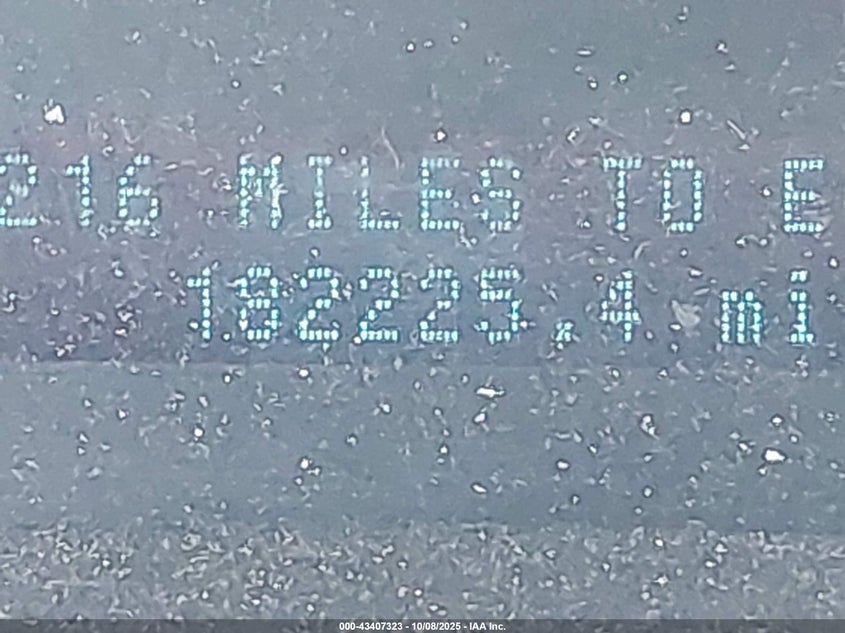 216 MILES TO E
182225.4 mi
000-43407323 - 10/08/2025 - IAA Inc.